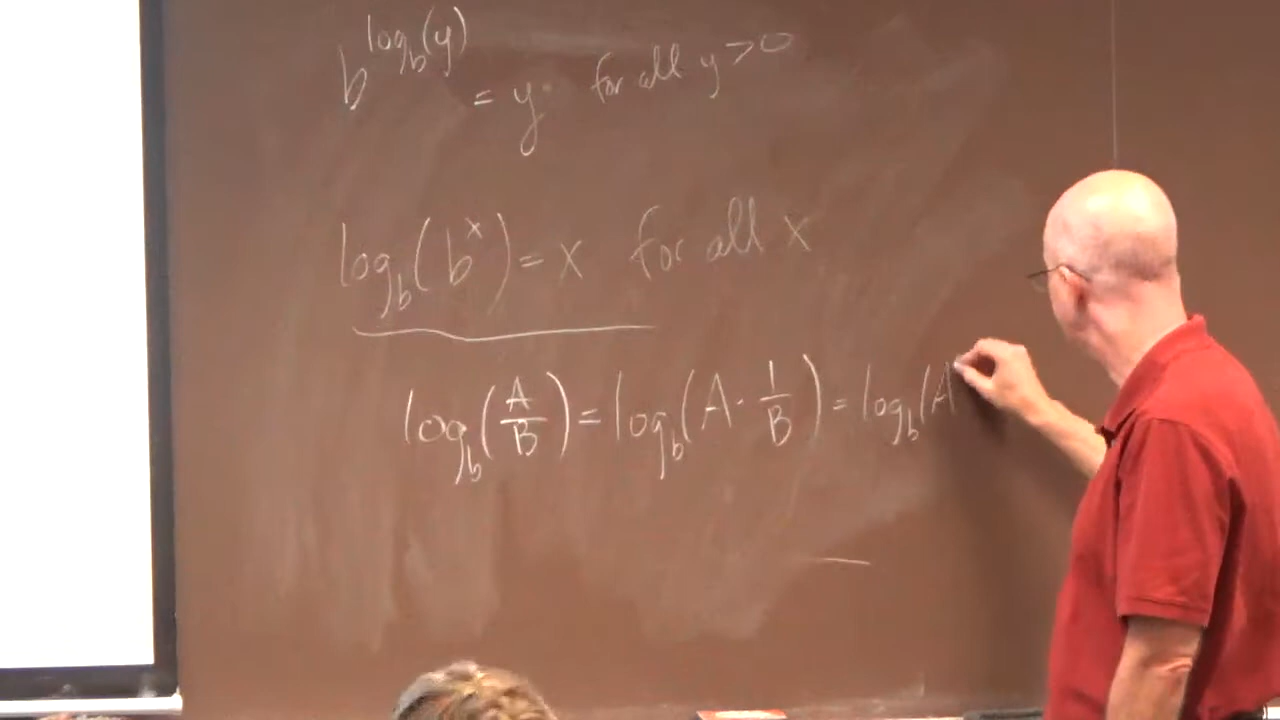 b^{log_b(y)} = y for all y > 0
log_b(b^x) = x for all x
log_b(A/B) = log_b(A · 1/B) = log_b(A